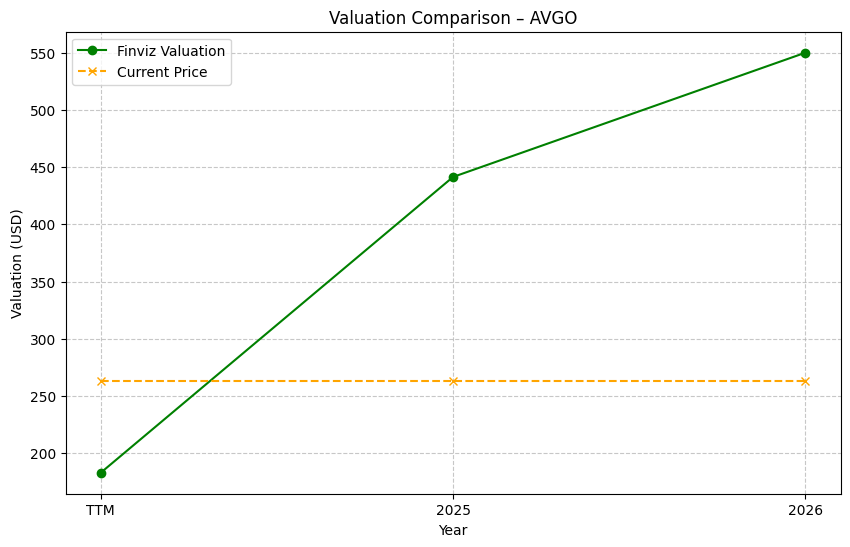 Valuation Comparison – AVGO
Finviz Valuation
Current Price
Valuation (USD)
550
500
450
400
350
300
250
200
TTM
2025
2026
Year